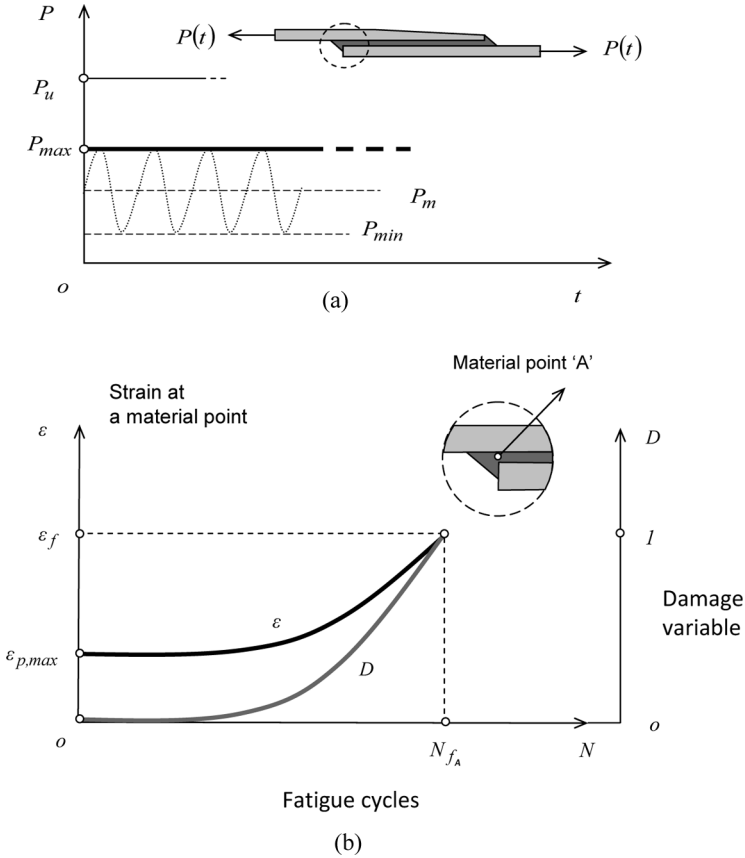 P
P(t)
P(t)
P_u
P_max
P_m
P_min
o
t
(a)
Material point ‘A’
Strain at
a material point
ε
D
ε_f
1
ε
Damage
variable
ε_p,max
D
o
o
N_f_A
N
Fatigue cycles
(b)